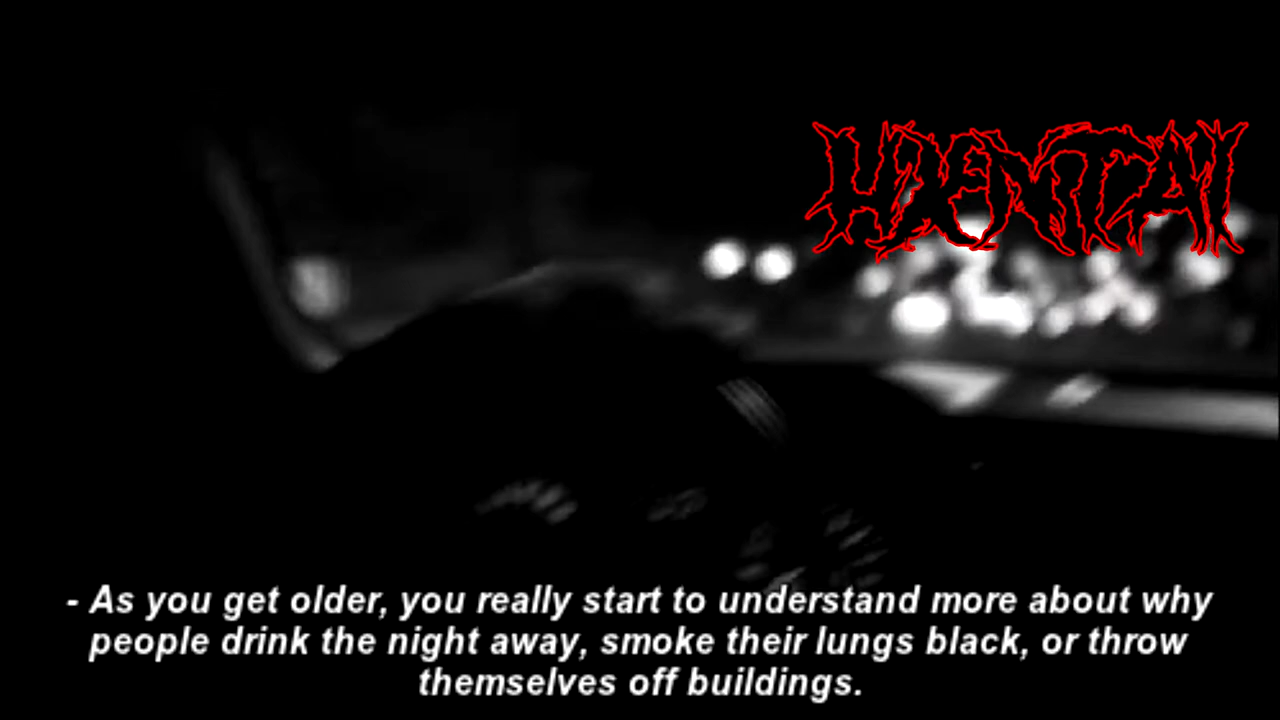 HXENTAI
- As you get older, you really start to understand more about why
people drink the night away, smoke their lungs black, or throw
themselves off buildings.